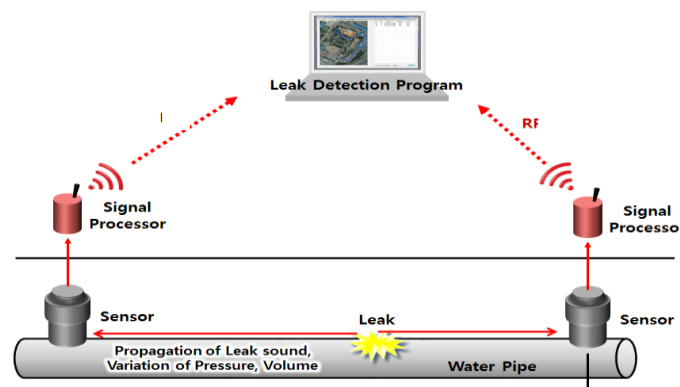 Leak Detection Program
RF
Signal
Processor
Signal
Processo
Sensor
Leak
Sensor
Propagation of Leak sound,
Variation of Pressure, Volume
Water Pipe